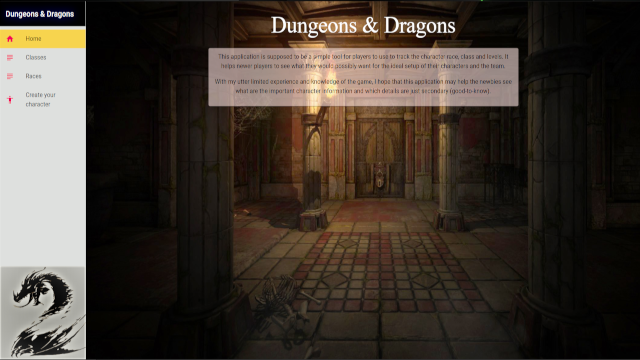 Dungeons & Dragons
Home
Classes
Races
Create your
character
Dungeons & Dragons
This application is supposed to be a simple tool for players to use to track the character race, class and levels. It
helps newer players to see what they would possibly want for the ideal setup of their characters and the team.
With my utter limited experience and knowledge of the game, I hope that this application may help the newbies see
what are the important character information and which details are just secondary (good-to-know).